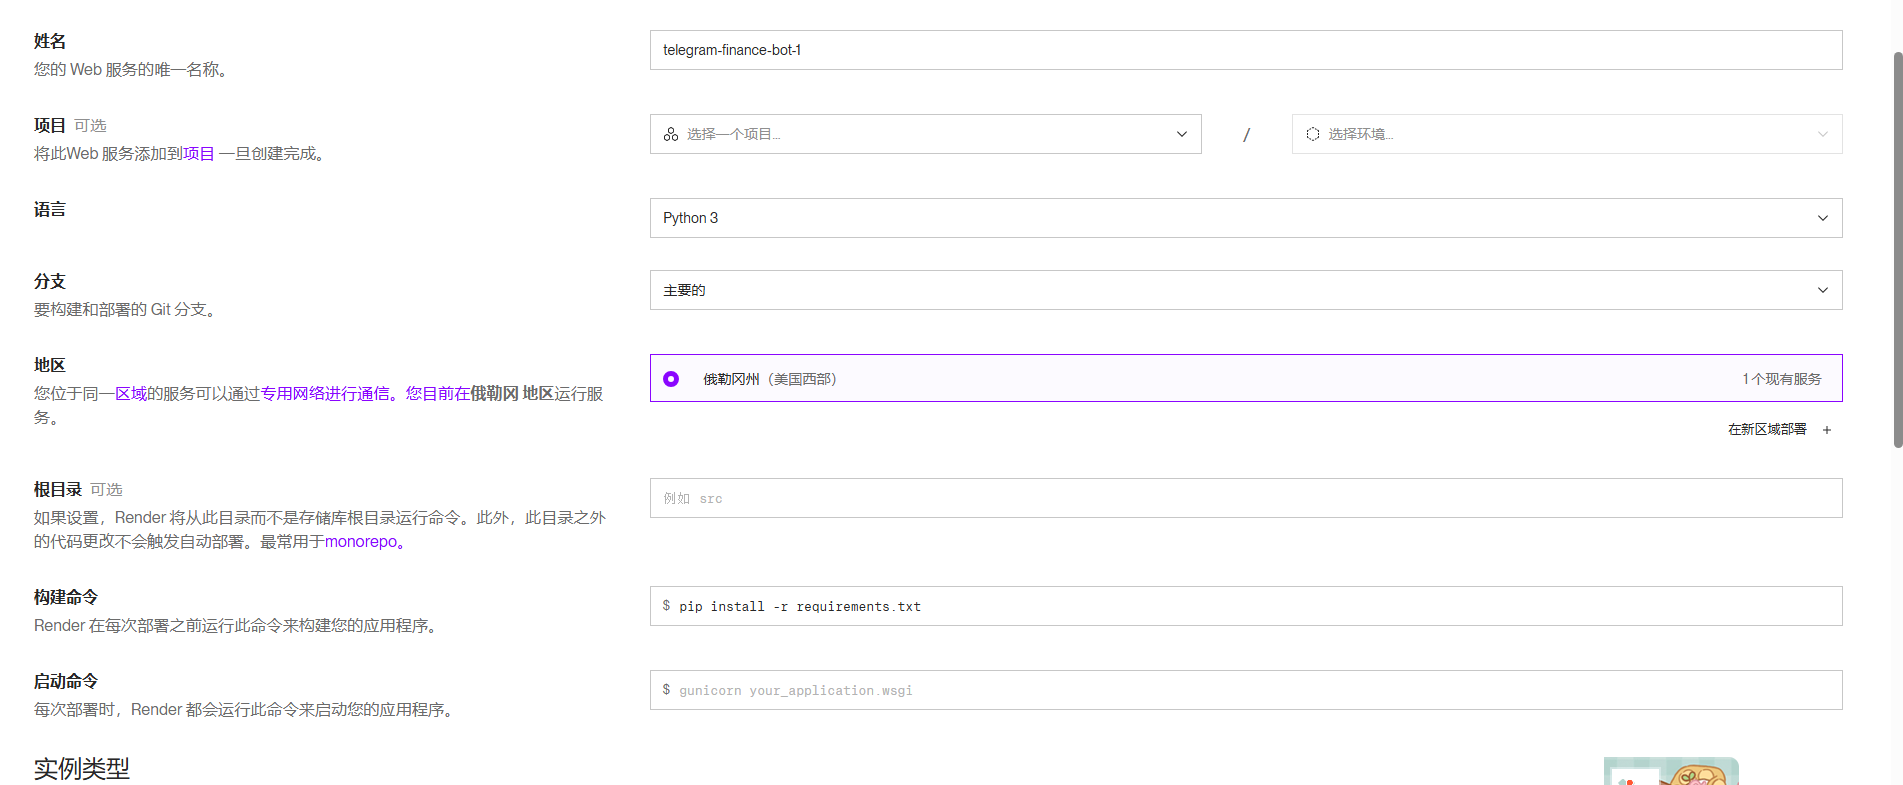 姓名
您的 Web 服务的唯一名称。
telegram-finance-bot-1
项目 可选
将此Web 服务添加到项目 一旦创建完成。
选择一个项目...
/
选择环境...
语言
Python 3
分支
要构建和部署的 Git 分支。
主要的
地区
您位于同一区域的服务可以通过专用网络进行通信。您目前在俄勒冈 地区运行服
务。
俄勒冈州（美国西部）
1 个现有服务
在新区域部署 +
根目录 可选
如果设置，Render 将从此目录而不是存储库根目录运行命令。此外，此目录之外
的代码更改不会触发自动部署。最常用于monorepo。
例如 src
构建命令
Render 在每次部署之前运行此命令来构建您的应用程序。
$ pip install -r requirements.txt
启动命令
每次部署时，Render 都会运行此命令来启动您的应用程序。
$ gunicorn your_application.wsgi
实例类型